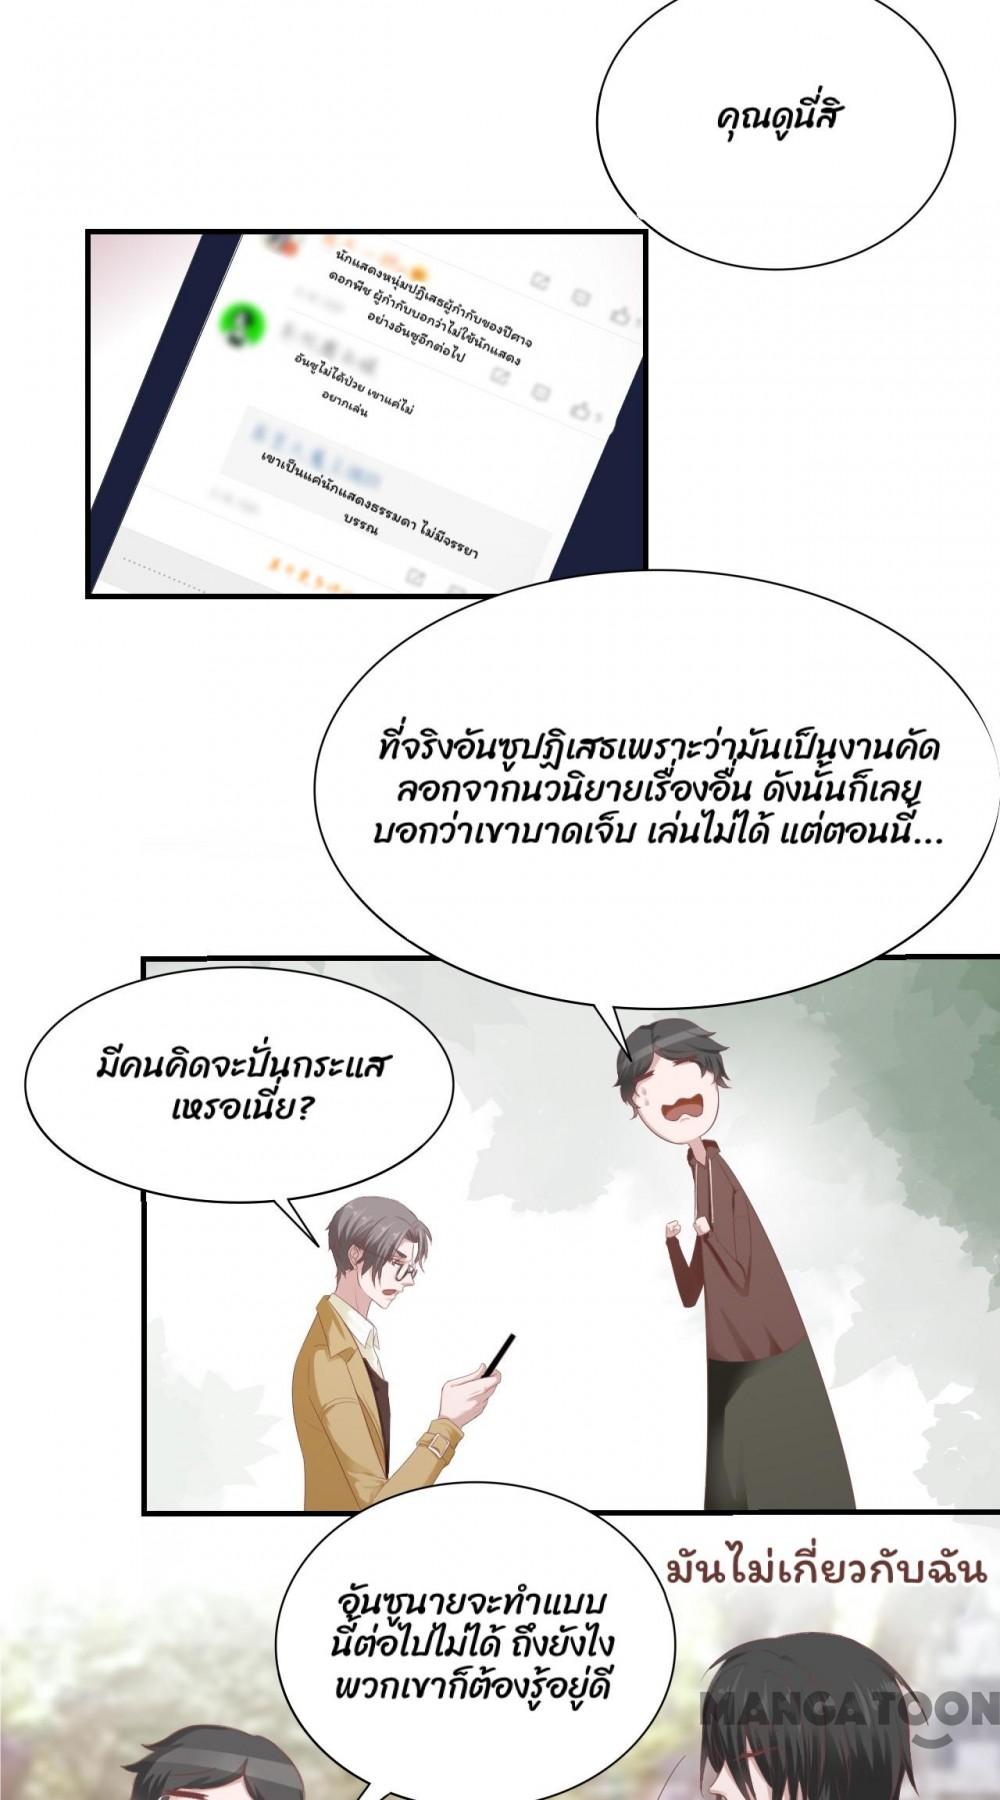 คุณดูนี่สิ
นักแสดงหนุ่มปฏิเสธผู้กำกับของปีศาจ
ดอกพีช ผู้กำกับบอกว่าไม่ใช้นักแสดง
อย่างอันซูอีกต่อไป
อันซูไม่ได้ป่วย เขาแค่ไม่
อยากเล่น
เขาเป็นแค่นักแสดงธรรมดา ไม่มีจรรยา
บรรณ
ที่จริงอันซูปฏิเสธเพราะว่ามันเป็นงานคัด
ลอกจากนวนิยายเรื่องอื่น ดังนั้นก็เลย
บอกว่าเขาบาดเจ็บ เล่นไม่ได้ แต่ตอนนี้...
มีคนคิดจะปั่นกระแส
เหรอเนี่ย?
มันไม่เกี่ยวกับฉัน
อันซูนายจะทำแบบ
นี้ต่อไปไม่ได้ ถึงยังไง
พวกเขาก็ต้องรู้อยู่ดี
MANGATOON